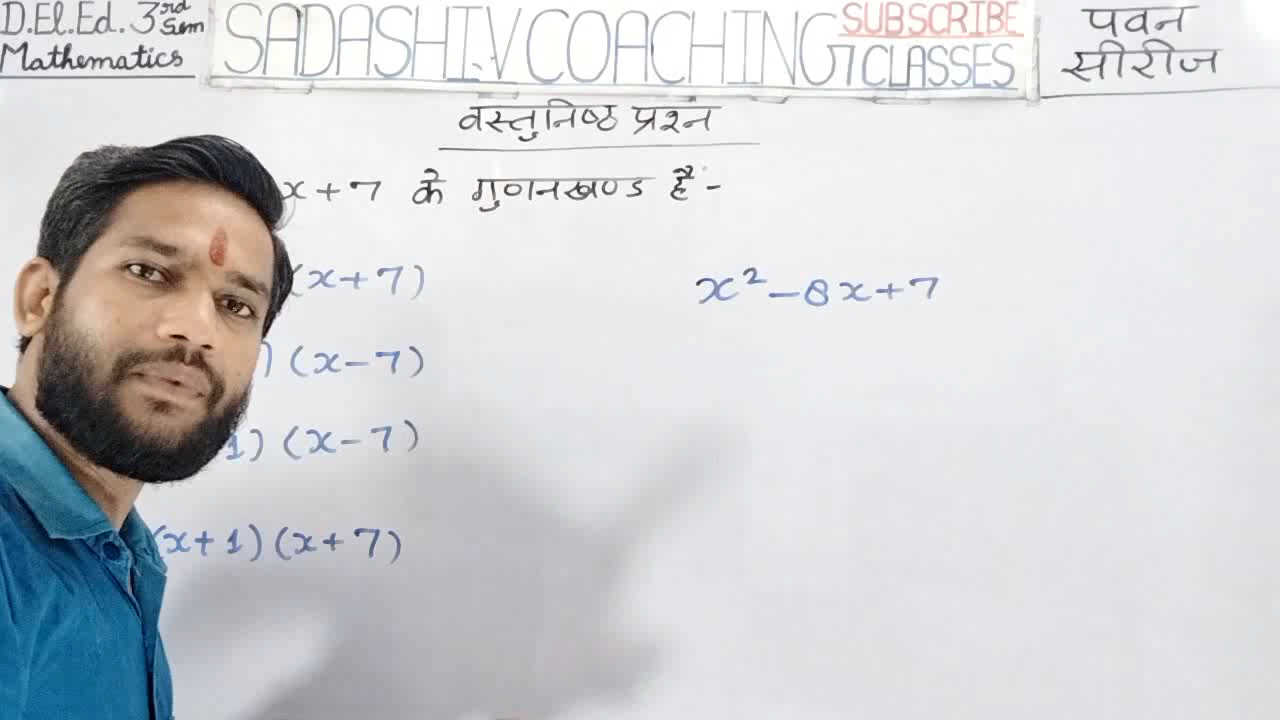 D.El.Ed. 3rd Sem
Mathematics
SADASHIV COACHING CLASSES
SUBSCRIBE
पवन
सीरीज
वस्तुनिष्ठ प्रश्न
x + 7 के गुणनखण्ड हैं -
(x + 7)
x² - 8x + 7
) (x - 7)
1) (x - 7)
(x + 1) (x + 7)